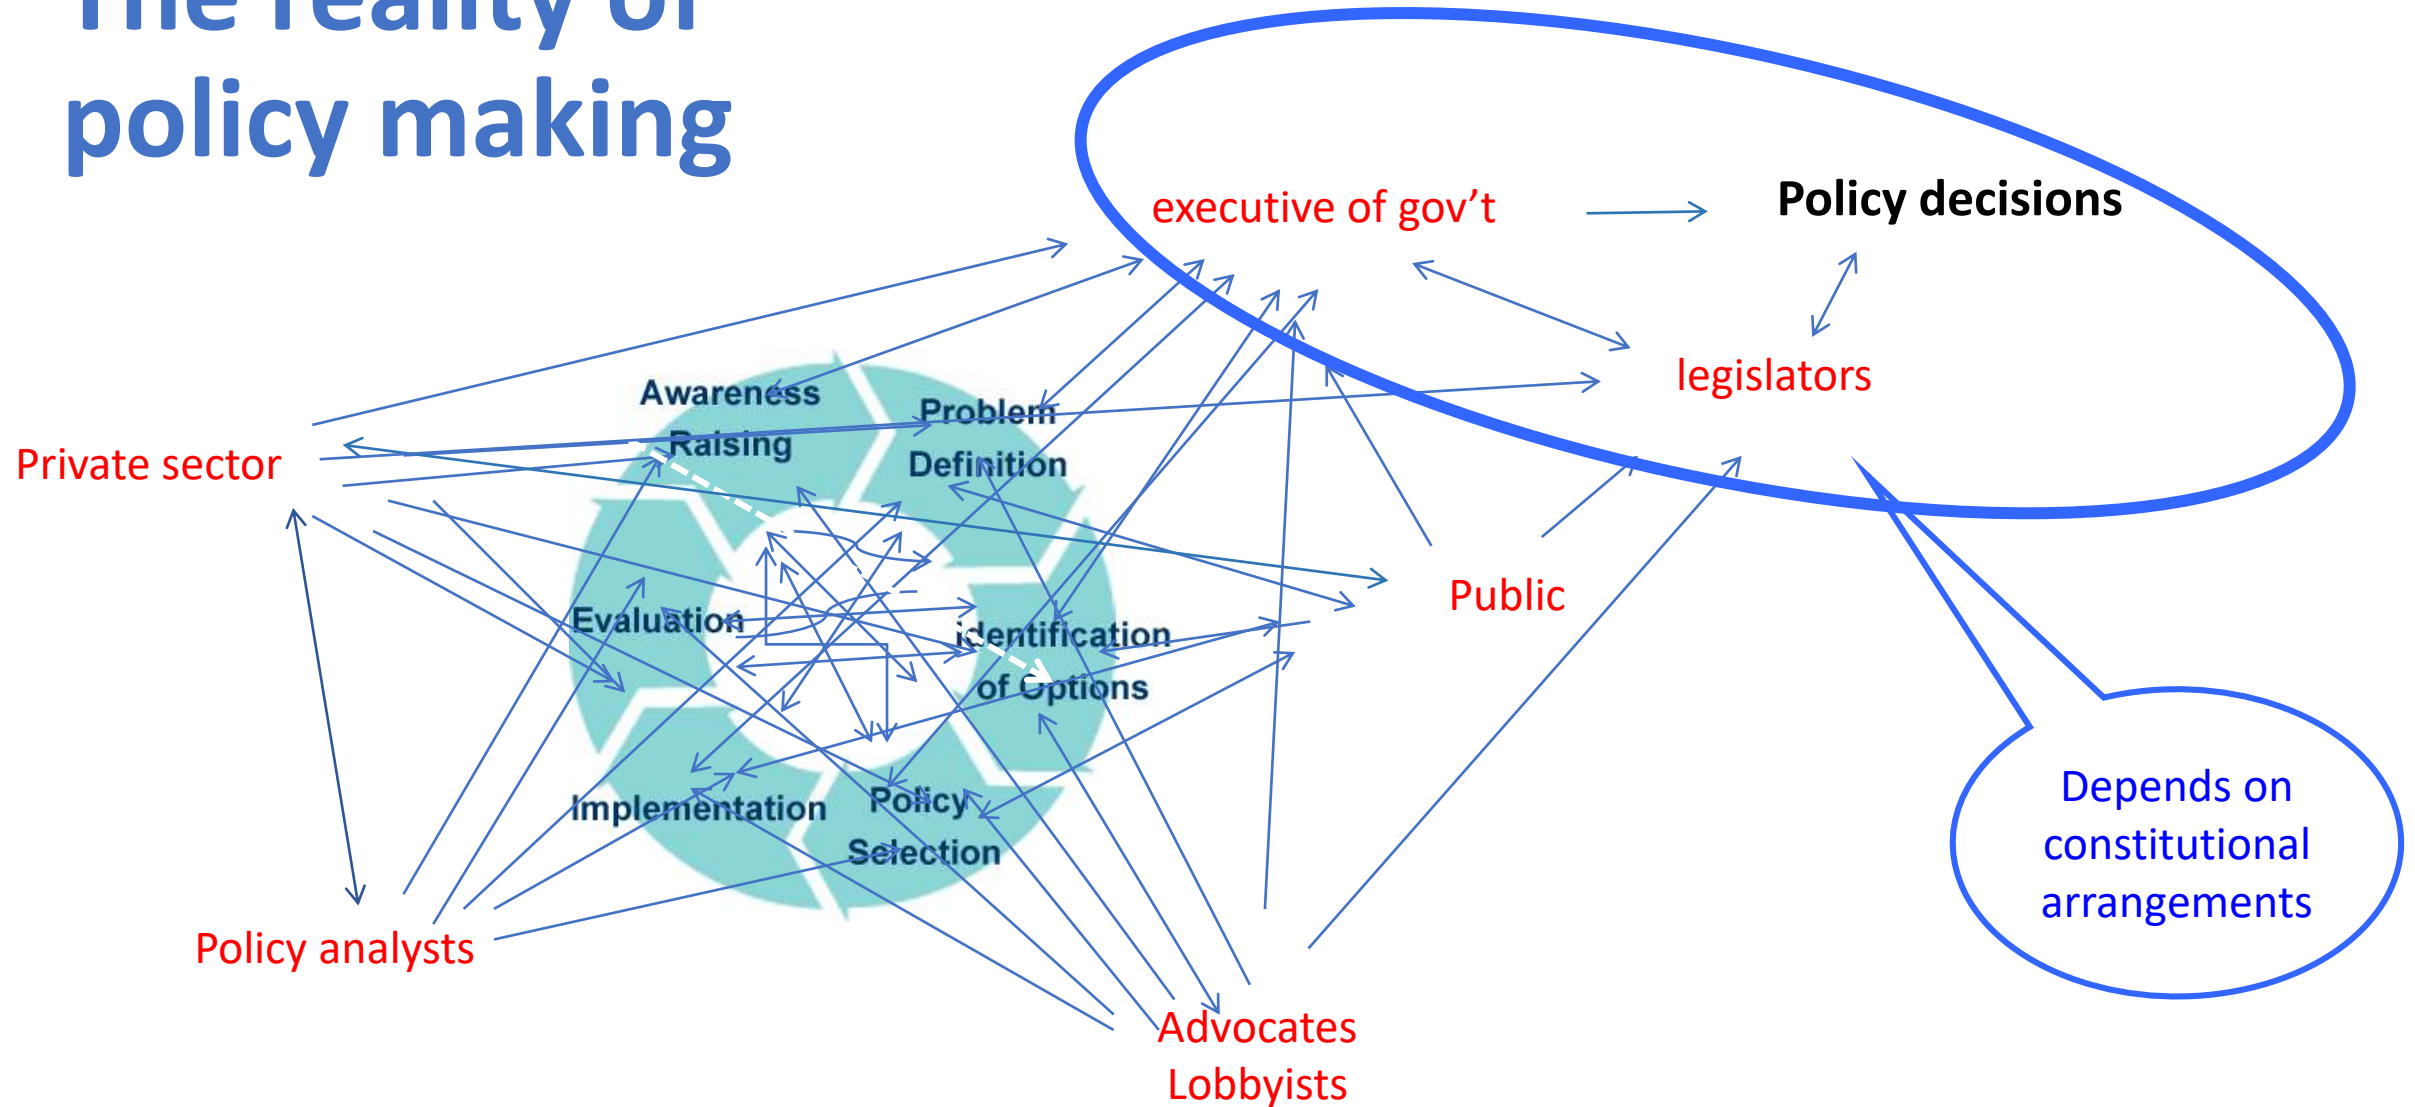 The reality of
policy making
executive of gov't
Policy decisions
legislators
Awareness
Raising
Problem
Definition
Private sector
Public
Evaluation
identification
of Options
Implementation
Policy
Selection
Depends on
constitutional
arrangements
Policy analysts
Advocates
Lobbyists